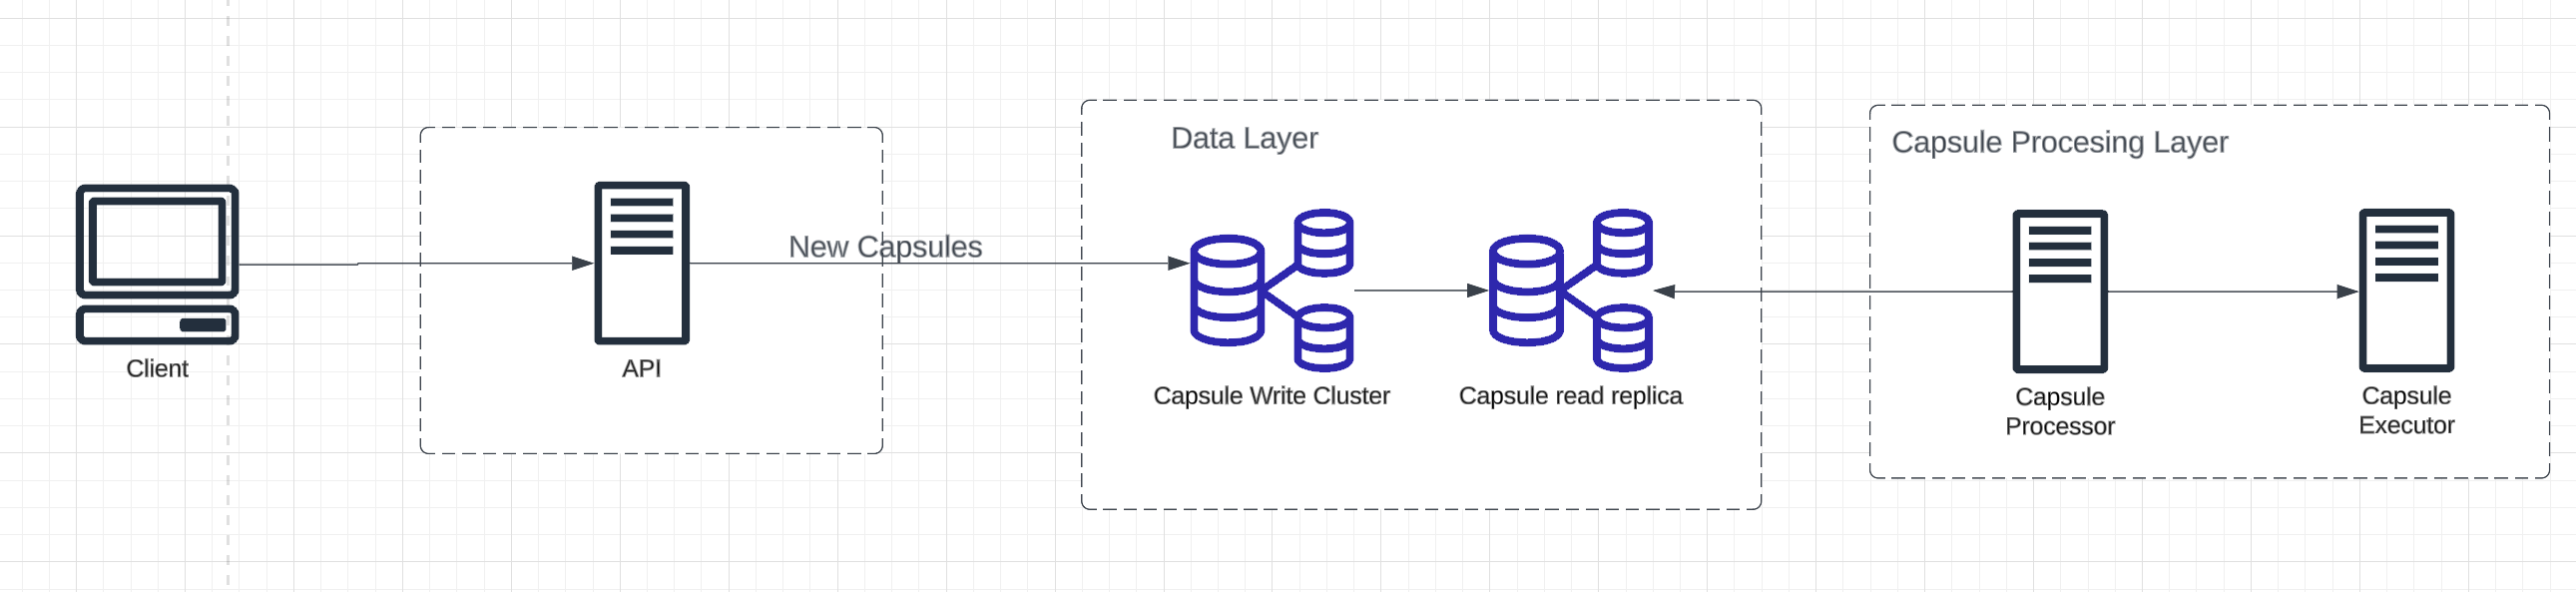 Client
API
New Capsules
Data Layer
Capsule Write Cluster
Capsule read replica
Capsule Procesing Layer
Capsule
Processor
Capsule
Executor